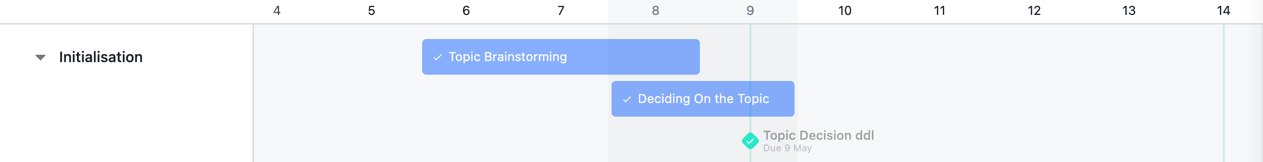 4 5 6 7 8 9 10 11 12 13 14
Initialisation
Topic Brainstorming
Deciding On the Topic
Topic Decision ddl
Due 9 May